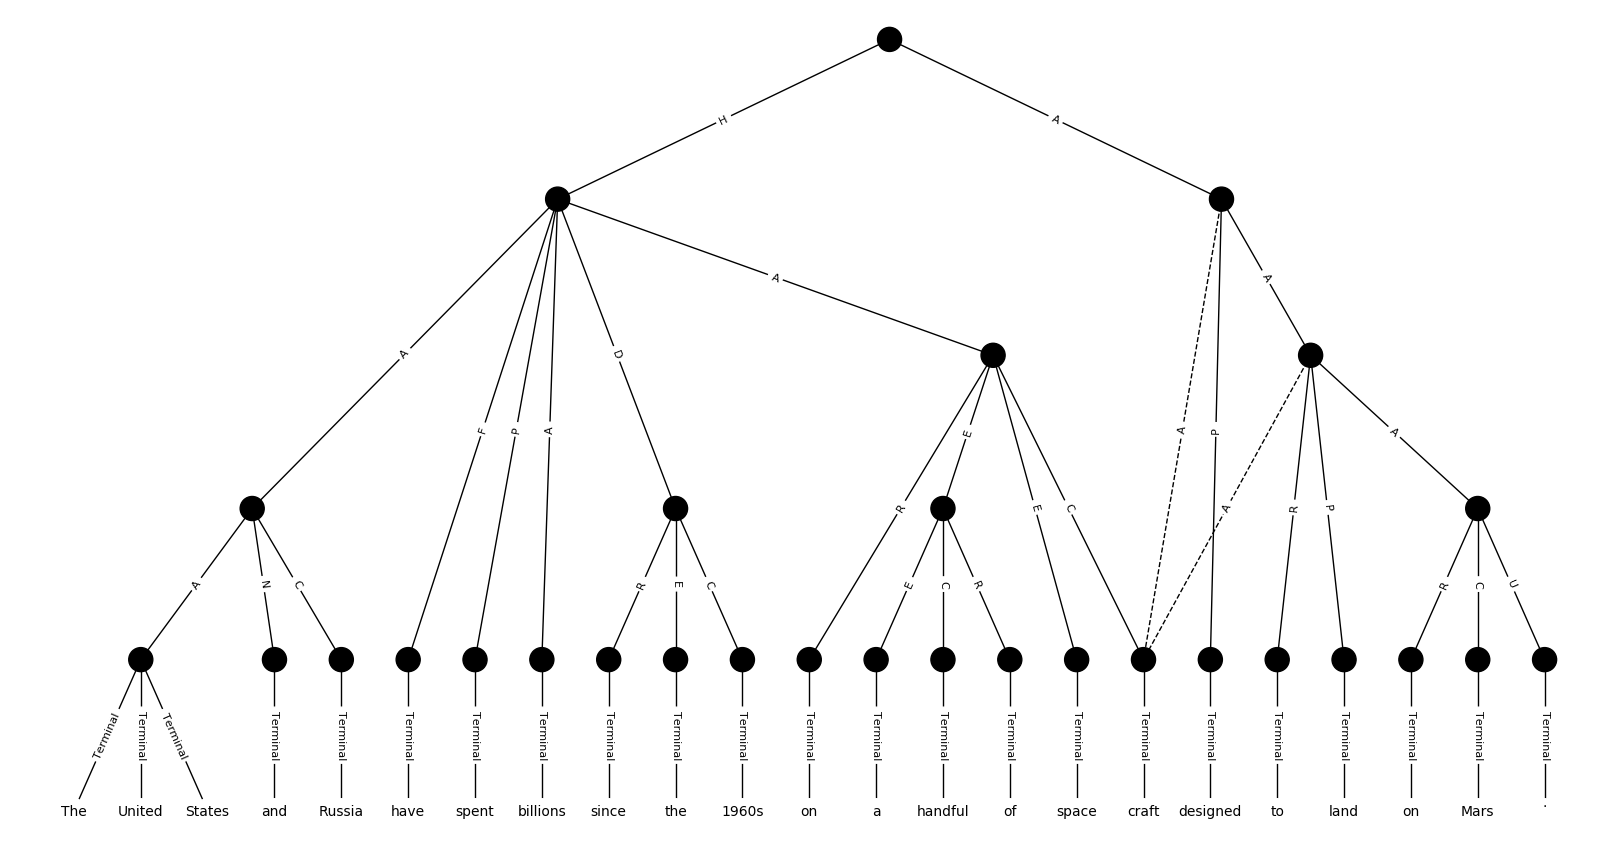 H A
A A
A F P A D A P
R E E C A R P A
A N C R E C E C R R C U
Terminal Terminal Terminal Terminal Terminal Terminal Terminal Terminal Terminal Terminal Terminal Terminal Terminal Terminal Terminal Terminal Terminal Terminal Terminal Terminal Terminal Terminal Terminal
The United States and Russia have spent billions since the 1960s on a handful of space craft designed to land on Mars .